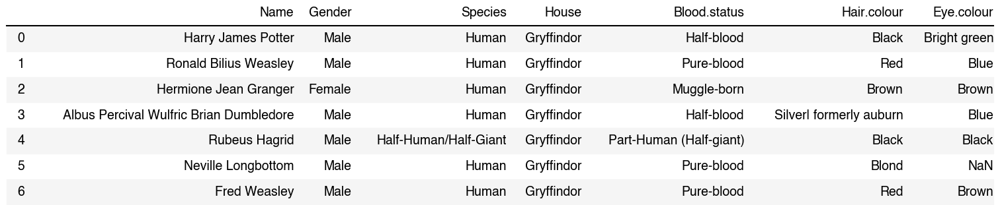 Name Gender Species House Blood.status Hair.colour Eye.colour
0 Harry James Potter Male Human Gryffindor Half-blood Black Bright green
1 Ronald Bilius Weasley Male Human Gryffindor Pure-blood Red Blue
2 Hermione Jean Granger Female Human Gryffindor Muggle-born Brown Brown
3 Albus Percival Wulfric Brian Dumbledore Male Human Gryffindor Half-blood Silverl formerly auburn Blue
4 Rubeus Hagrid Male Half-Human/Half-Giant Gryffindor Part-Human (Half-giant) Black Black
5 Neville Longbottom Male Human Gryffindor Pure-blood Blond NaN
6 Fred Weasley Male Human Gryffindor Pure-blood Red Brown